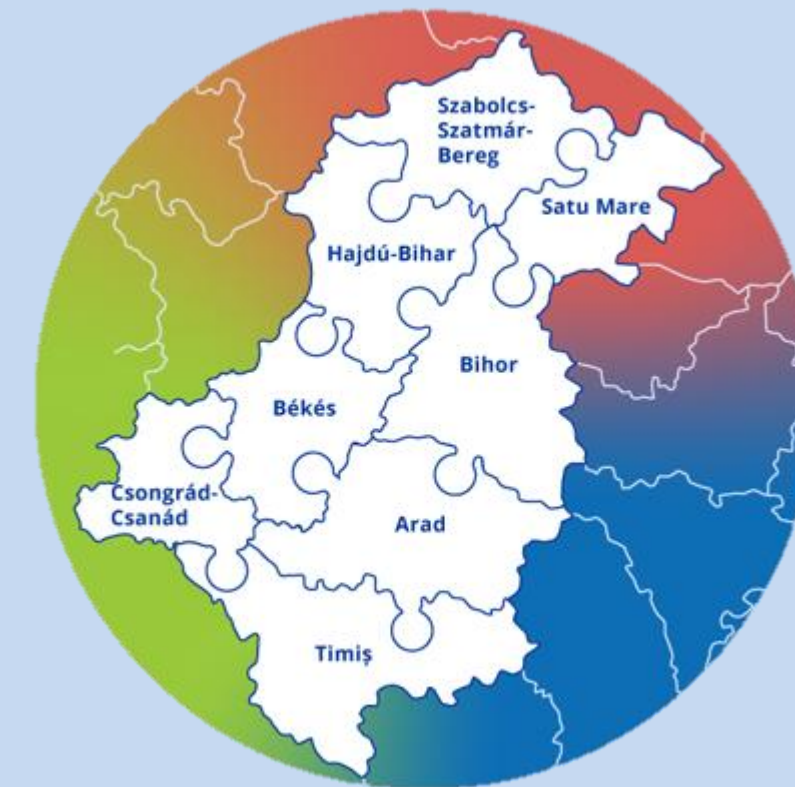 Szabolcs-
Szatmár-
Bereg
Satu Mare
Hajdú-Bihar
Bihor
Békés
Csongrád-
Csanád
Arad
Timiș